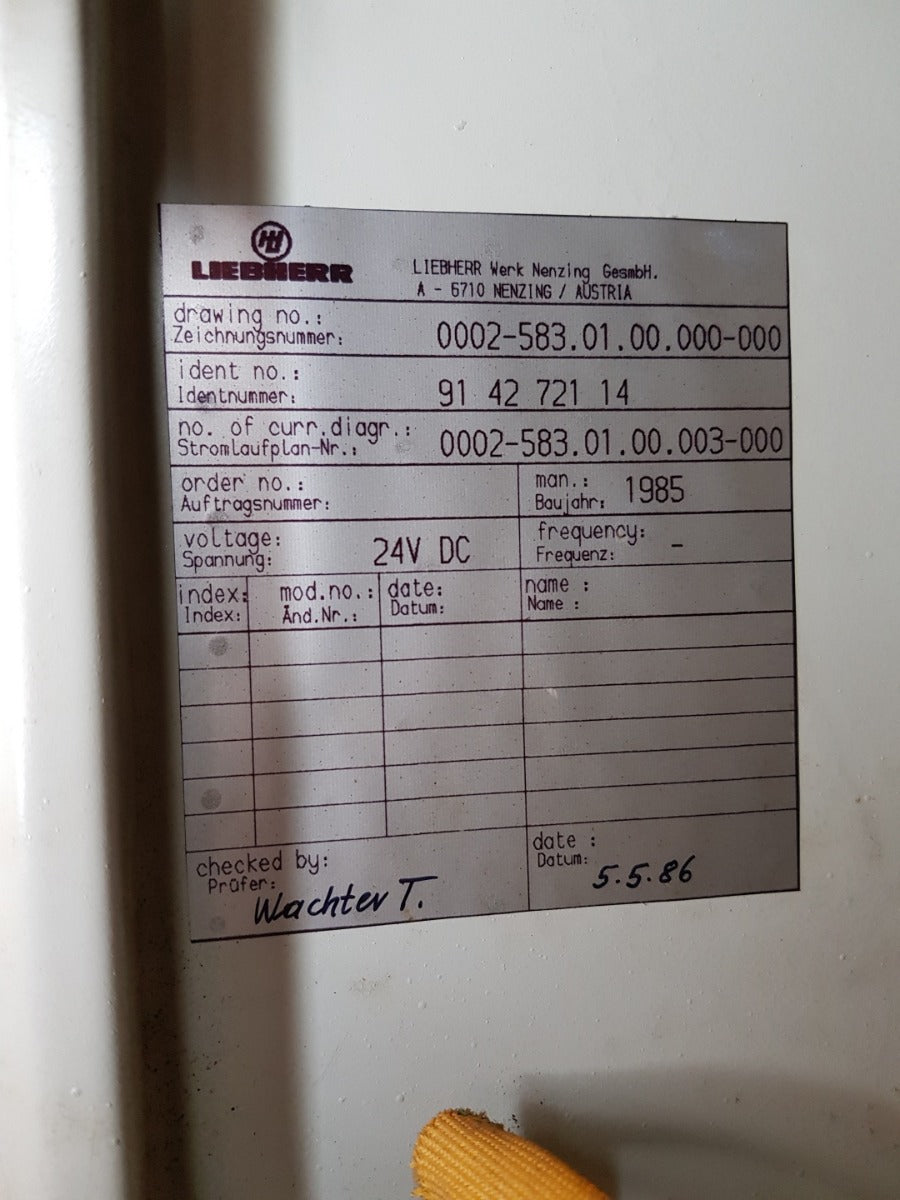 LIEBHERR
LIEBHERR Werk Nenzing GesmbH.
A - 6710 NENZING / AUSTRIA
drawing no.:
Zeichnungsnummer:
0002-583.01.00.000-000
ident no.:
Identnummer:
91 42 721 14
no. of curr.diagr.:
Stromlaufplan-Nr.:
0002-583.01.00.003-000
order no.:
Auftragsnummer:
man.:
Baujahr:
1985
voltage:
Spannung:
24V DC
frequency:
Frequenz:
-
index:
Index:
mod.no.:
Änd.Nr.:
date:
Datum:
name :
Name :
checked by:
Prüfer:
Wachter T.
date :
Datum:
5.5.86